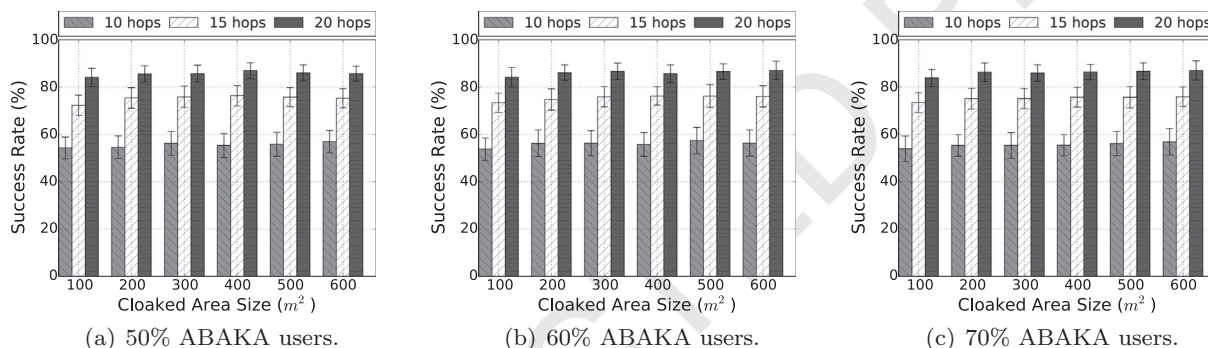 10 hops 15 hops 20 hops
100
80
60
40
20
0
Success Rate (%)
100 200 300 400 500 600
Cloaked Area Size (m²)
(a) 50% ABAKA users.
10 hops 15 hops 20 hops
100
80
60
40
20
0
Success Rate (%)
100 200 300 400 500 600
Cloaked Area Size (m²)
(b) 60% ABAKA users.
10 hops 15 hops 20 hops
100
80
60
40
20
0
Success Rate (%)
100 200 300 400 500 600
Cloaked Area Size (m²)
(c) 70% ABAKA users.